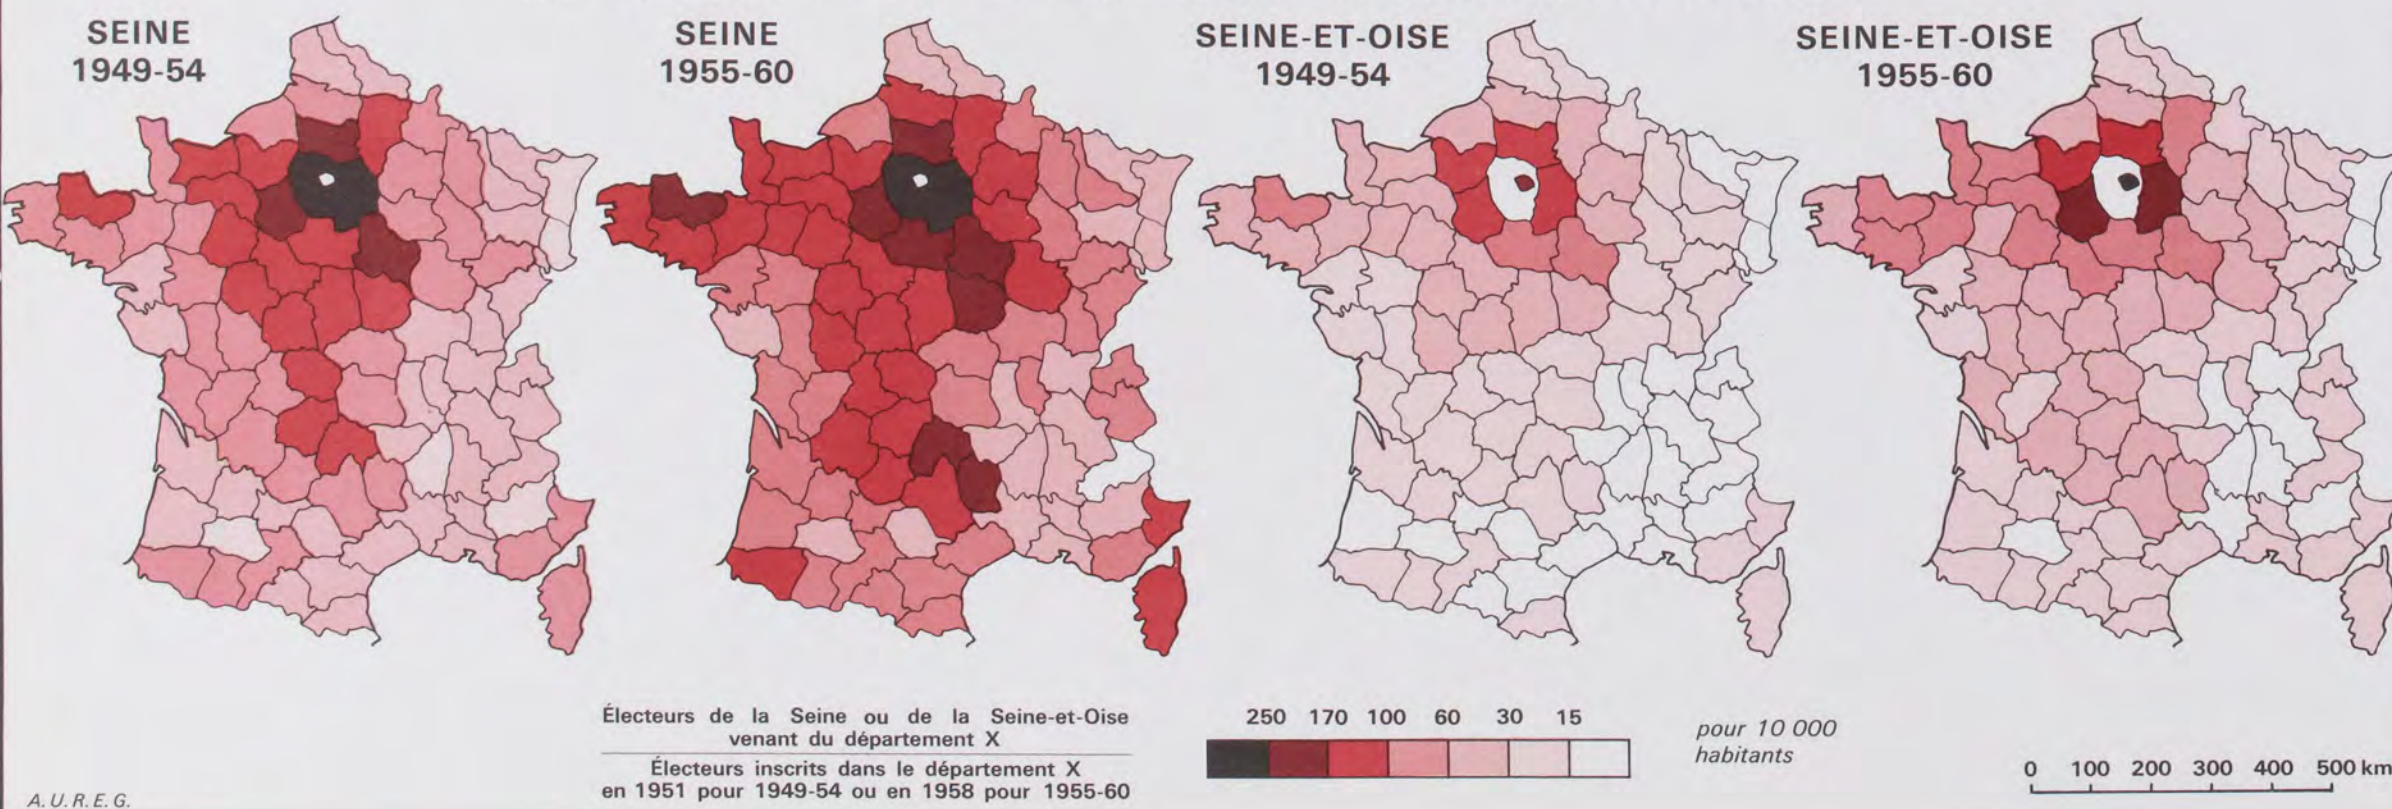 SEINE
1949-54
SEINE
1955-60
SEINE-ET-OISE
1949-54
SEINE-ET-OISE
1955-60
Électeurs de la Seine ou de la Seine-et-Oise
venant du département X
Électeurs inscrits dans le département X
en 1951 pour 1949-54 ou en 1958 pour 1955-60
250 170 100 60 30 15
pour 10 000
habitants
0 100 200 300 400 500 km
A.U.R.E.G.